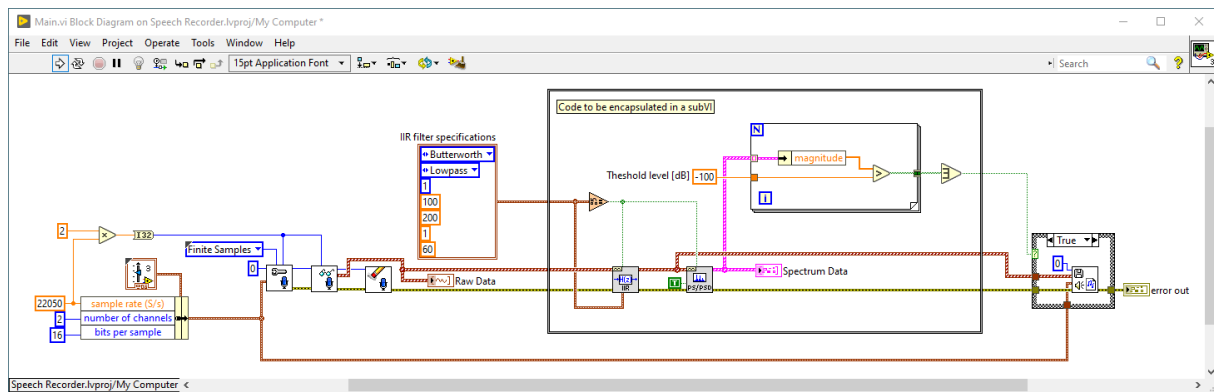 Main.vi Block Diagram on Speech Recorder.lvproj/My Computer *
File Edit View Project Operate Tools Window Help
15pt Application Font
Search
3
Code to be encapsulated in a subVI
IIR filter specifications
Butterworth
Lowpass
1
100
200
1
60
N
magnitude
>
Theshold level [dB] -100
i
2
x
I32
Finite Samples
0
3
True
0
Raw Data
IIR
T
PS/PSD
Spectrum Data
error out
22050
sample rate (S/s)
2
number of channels
16
bits per sample
Speech Recorder.lvproj/My Computer